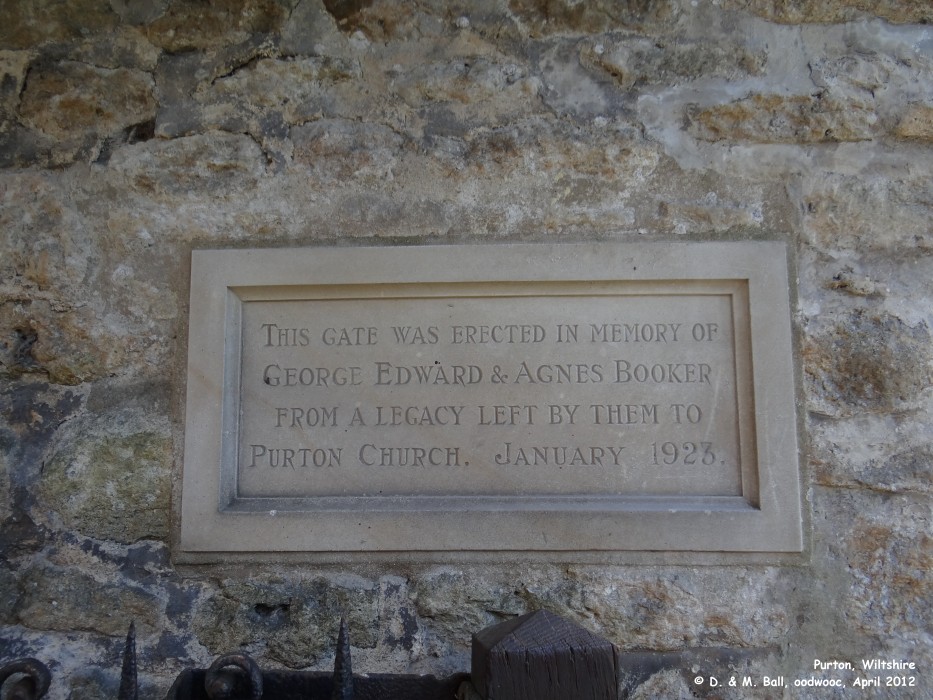 This gate was erected in memory of
George Edward & Agnes Booker
from a legacy left by them to
Purton Church. January 1923.
Purton, Wiltshire
© D. & M. Ball, oodwooc, April 2012